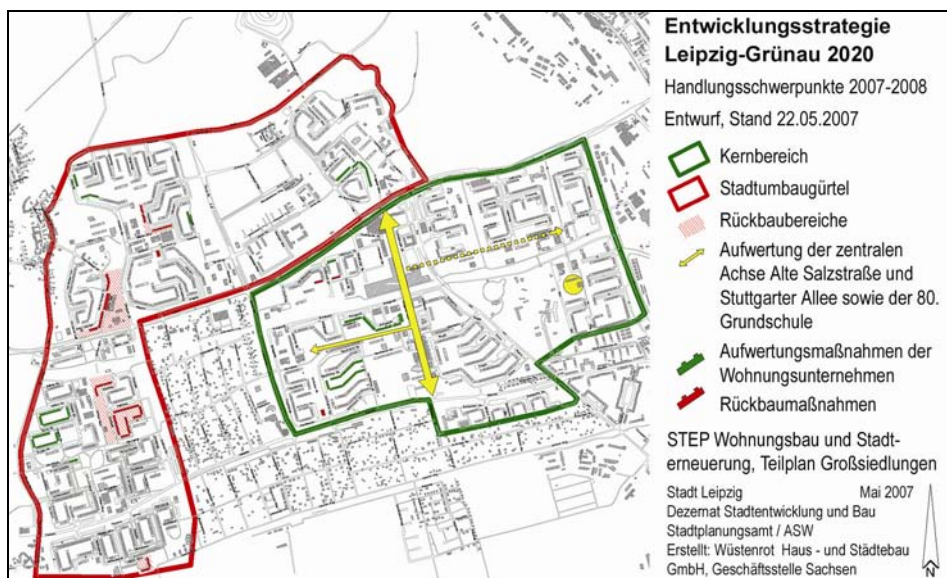 Entwicklungsstrategie
Leipzig-Grünau 2020
Handlungsschwerpunkte 2007-2008
Entwurf, Stand 22.05.2007
Kernbereich
Stadtumbaugürtel
Rückbaubereiche
Aufwertung der zentralen
Achse Alte Salzstraße und
Stuttgarter Allee sowie der 80.
Grundschule
Aufwertungsmaßnahmen der
Wohnungsunternehmen
Rückbaumaßnahmen
STEP Wohnungsbau und Stadt-
erneuerung, Teilplan Großsiedlungen
Stadt Leipzig Mai 2007
Dezernat Stadtentwicklung und Bau
Stadtplanungsamt / ASW
Erstellt: Wüstenrot Haus - und Städtebau
GmbH, Geschäftsstelle Sachsen
N